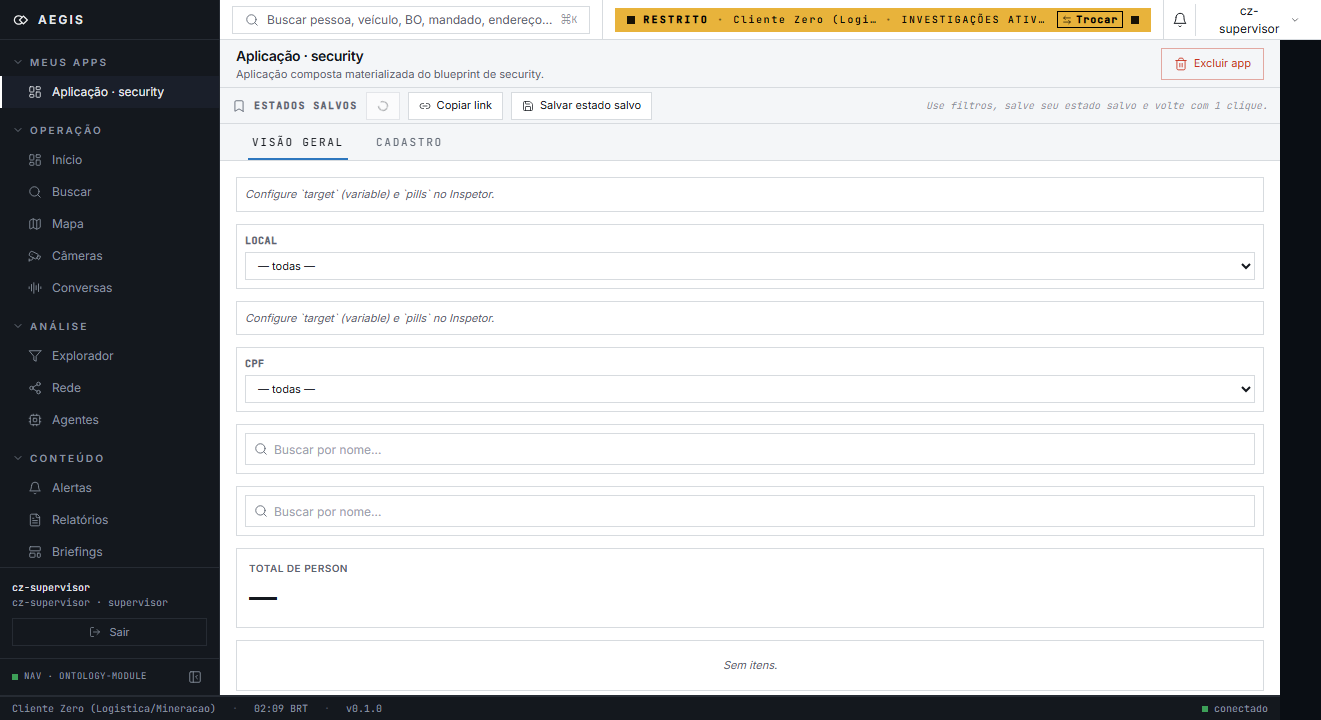 AEGIS
Buscar pessoa, veículo, BO, mandado, endereço... ⌘K
RESTRITO · Cliente Zero (Logi… · INVESTIGAÇÕES ATIV… Trocar
cz-supervisor
MEUS APPS
Aplicação · security
OPERAÇÃO
Início
Buscar
Mapa
Câmeras
Conversas
ANÁLISE
Explorador
Rede
Agentes
CONTEÚDO
Alertas
Relatórios
Briefings
cz-supervisor
cz-supervisor · supervisor
Sair
NAV · ONTOLOGY-MODULE
Aplicação · security
Aplicação composta materializada do blueprint de security.
Excluir app
ESTADOS SALVOS
Copiar link
Salvar estado salvo
Use filtros, salve seu estado salvo e volte com 1 clique.
VISÃO GERAL
CADASTRO
Configure `target` (variable) e `pills` no Inspetor.
LOCAL
— todas —
Configure `target` (variable) e `pills` no Inspetor.
CPF
— todas —
Buscar por nome...
Buscar por nome...
TOTAL DE PERSON
—
Sem itens.
Cliente Zero (Logistica/Mineracao) · 02:09 BRT · v0.1.0
conectado